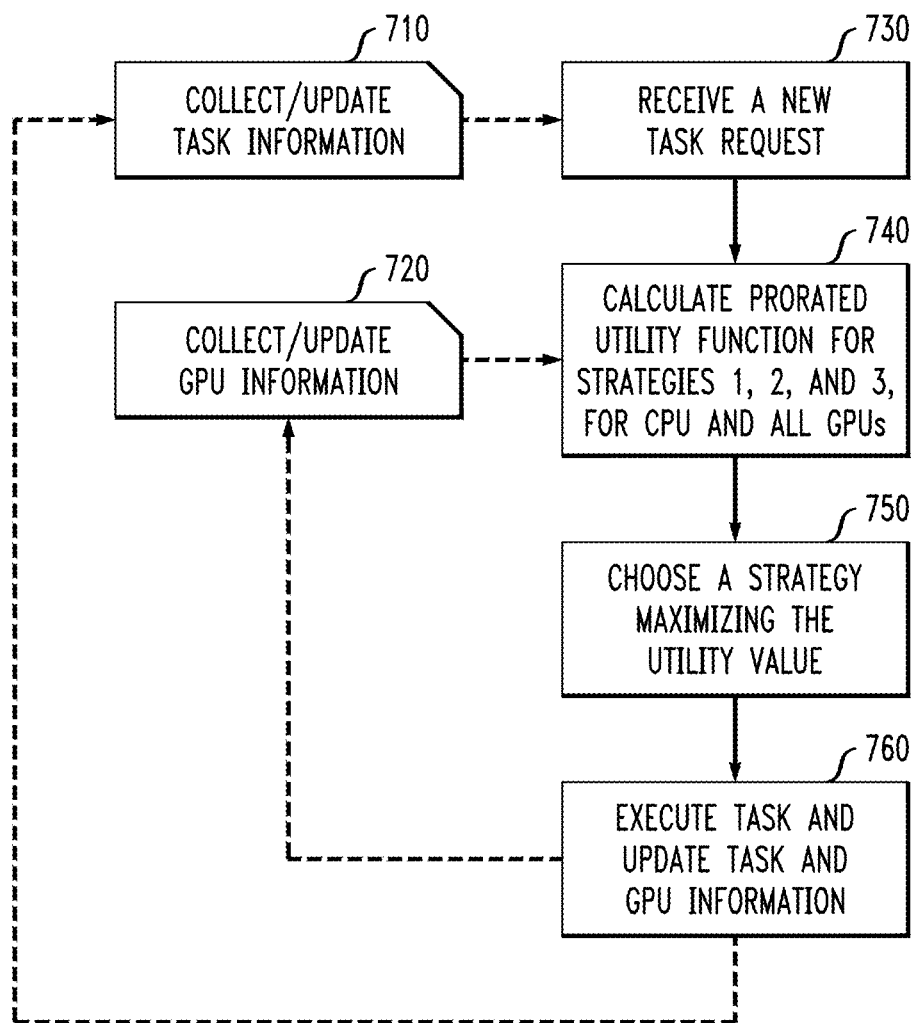 710
COLLECT/UPDATE
TASK INFORMATION
730
RECEIVE A NEW
TASK REQUEST
720
COLLECT/UPDATE
GPU INFORMATION
740
CALCULATE PRORATED
UTILITY FUNCTION FOR
STRATEGIES 1, 2, AND 3,
FOR CPU AND ALL GPUs
750
CHOOSE A STRATEGY
MAXIMIZING THE
UTILITY VALUE
760
EXECUTE TASK AND
UPDATE TASK AND
GPU INFORMATION